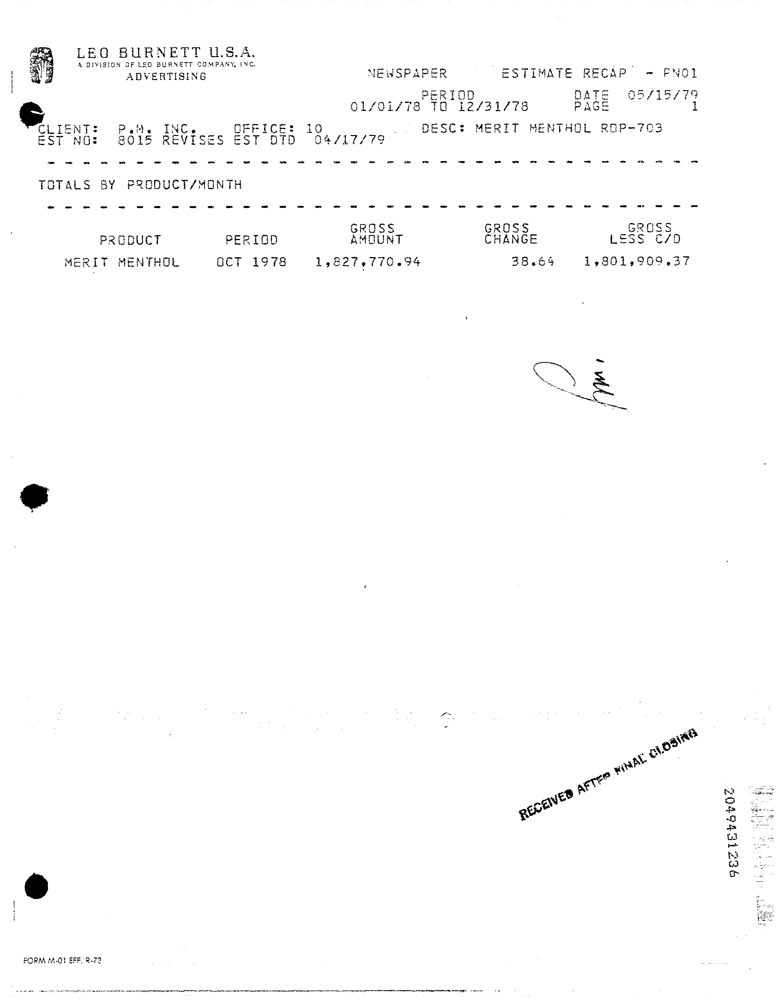 LEO BURNETT U.S.A.
A DIVISION OF LEO BURNETT COMPANY, INC.
ADVERTISING
NEWSPAPER ESTIMATE RECAP - PN01
PERIOD DATE 05/15/79
01/01/78 TO 12/31/78 PAGE 1
CLIENT: P.M. INC. OFFICE: 10 DESC: MERIT MENTHOL ROP-703
EST NO: 8015 REVISES EST DTD 04/17/79
TOTALS BY PRODUCT/MONTH
GROSS GROSS GROSS
PRODUCT PERIOD AMOUNT CHANGE LESS C/D
MERIT MENTHOL OCT 1978 1,827,770.94 38.64 1,801,909.37
RECEIVED AFTER FINAL CLOSING
2049431236
FORM M-01 EFF. R-72